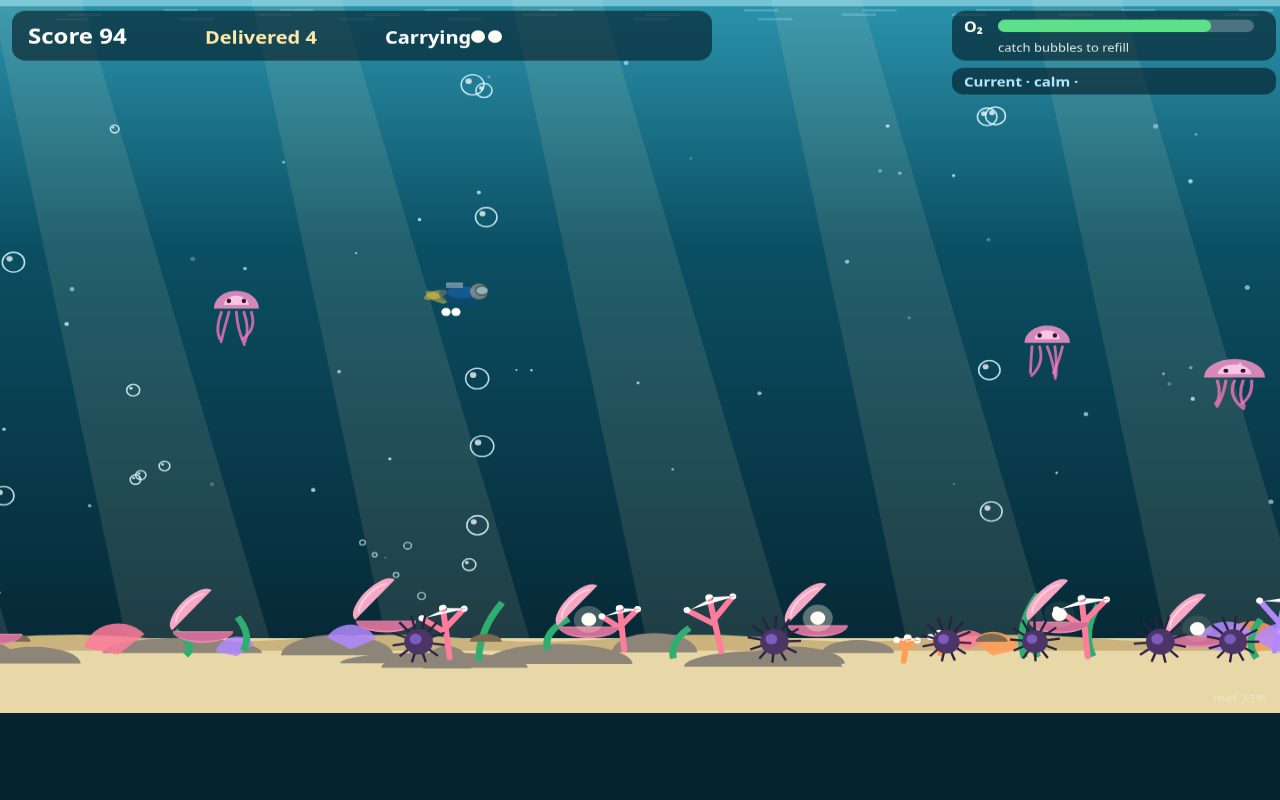 Score 94
Delivered 4
Carrying
O₂
catch bubbles to refill
Current · calm ·
reef 33%